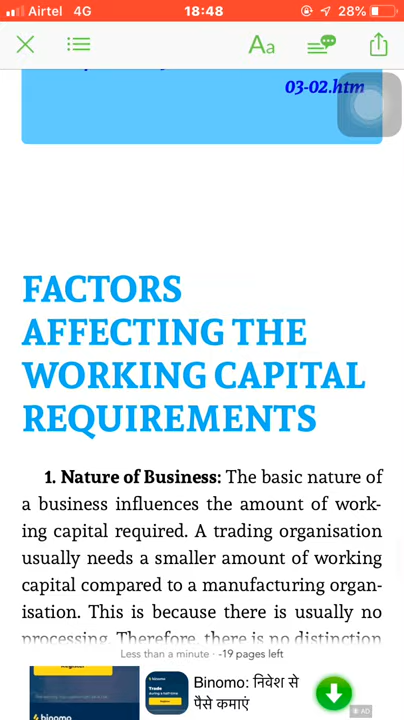 Airtel 4G 18:48 28%
Aa
03-02.htm
FACTORS
AFFECTING THE
WORKING CAPITAL
REQUIREMENTS
1. Nature of Business: The basic nature of
a business influences the amount of work-
ing capital required. A trading organisation
usually needs a smaller amount of working
capital compared to a manufacturing organ-
isation. This is because there is usually no
processing. Therefore, there is no distinction
Less than a minute · -19 pages left
binomo
Trade
Binomo: निवेश से
पैसे कमाएं
AD
binomo